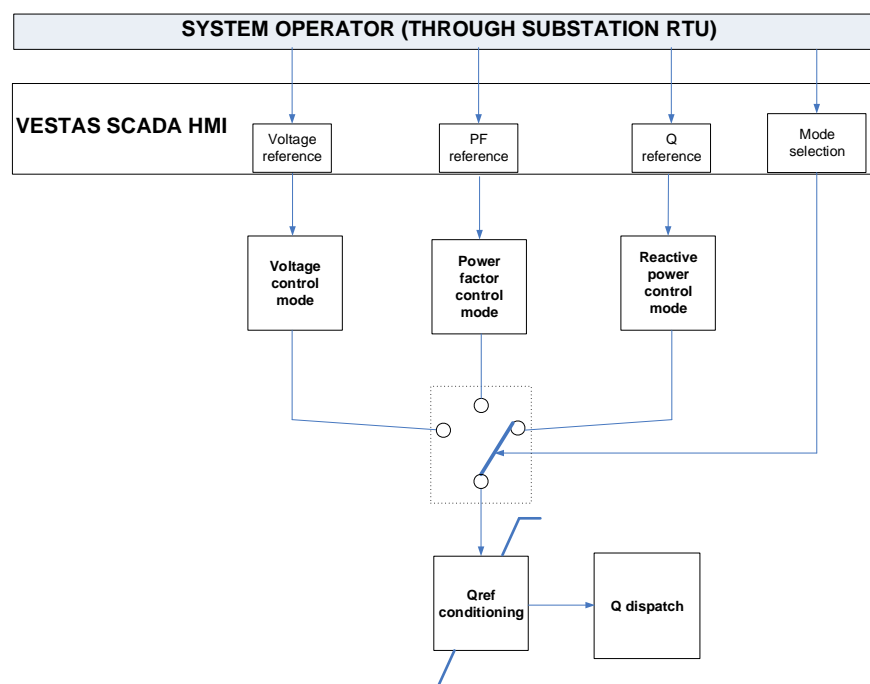 SYSTEM OPERATOR (THROUGH SUBSTATION RTU)
VESTAS SCADA HMI
Voltage
reference
PF
reference
Q
reference
Mode
selection
Voltage
control
mode
Power
factor
control
mode
Reactive
power
control
mode
Qref
conditioning
Q dispatch